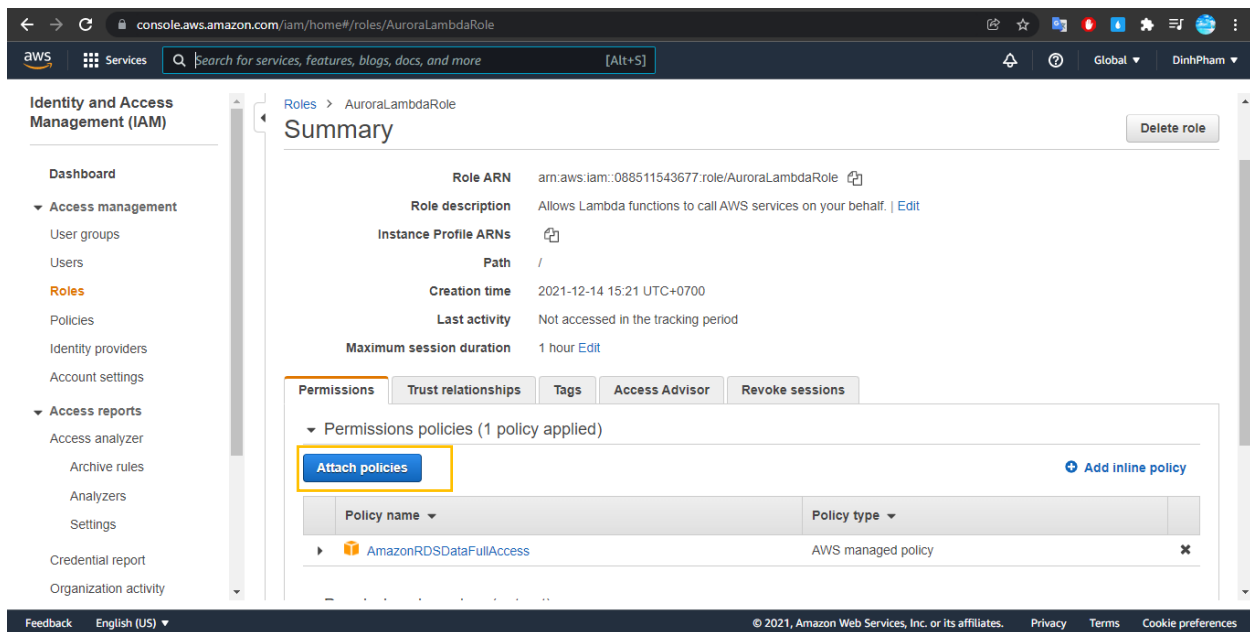 console.aws.amazon.com/iam/home#/roles/AuroraLambdaRole
aws
Services
Search for services, features, blogs, docs, and more
[Alt+S]
Global
DinhPham
Identity and Access
Management (IAM)
Dashboard
Access management
User groups
Users
Roles
Policies
Identity providers
Account settings
Access reports
Access analyzer
Archive rules
Analyzers
Settings
Credential report
Organization activity
Roles > AuroraLambdaRole
Summary
Delete role
Role ARN arn:aws:iam::088511543677:role/AuroraLambdaRole
Role description Allows Lambda functions to call AWS services on your behalf. | Edit
Instance Profile ARNs
Path /
Creation time 2021-12-14 15:21 UTC+0700
Last activity Not accessed in the tracking period
Maximum session duration 1 hour Edit
Permissions Trust relationships Tags Access Advisor Revoke sessions
Permissions policies (1 policy applied)
Attach policies
Add inline policy
Policy name Policy type
AmazonRDSDataFullAccess AWS managed policy
Feedback English (US) © 2021, Amazon Web Services, Inc. or its affiliates. Privacy Terms Cookie preferences